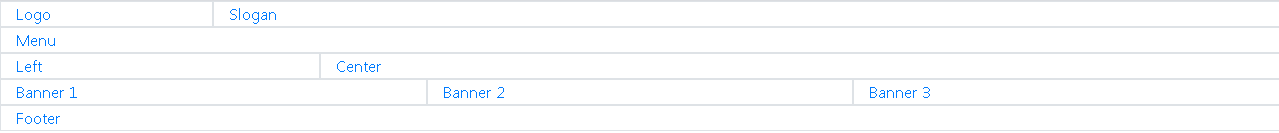 Logo Slogan
Menu
Left Center
Banner 1 Banner 2 Banner 3
Footer